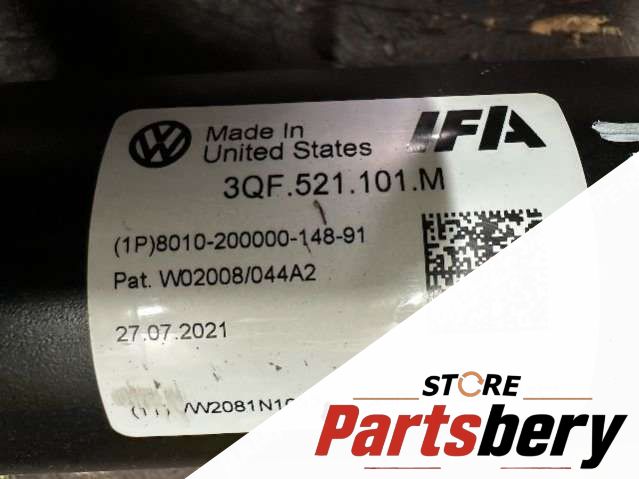 Made In
United States
IFA
3QF.521.101.M
(1P)8010-200000-148-91
Pat. W02008/044A2
27.07.2021
STORE
Partsbery